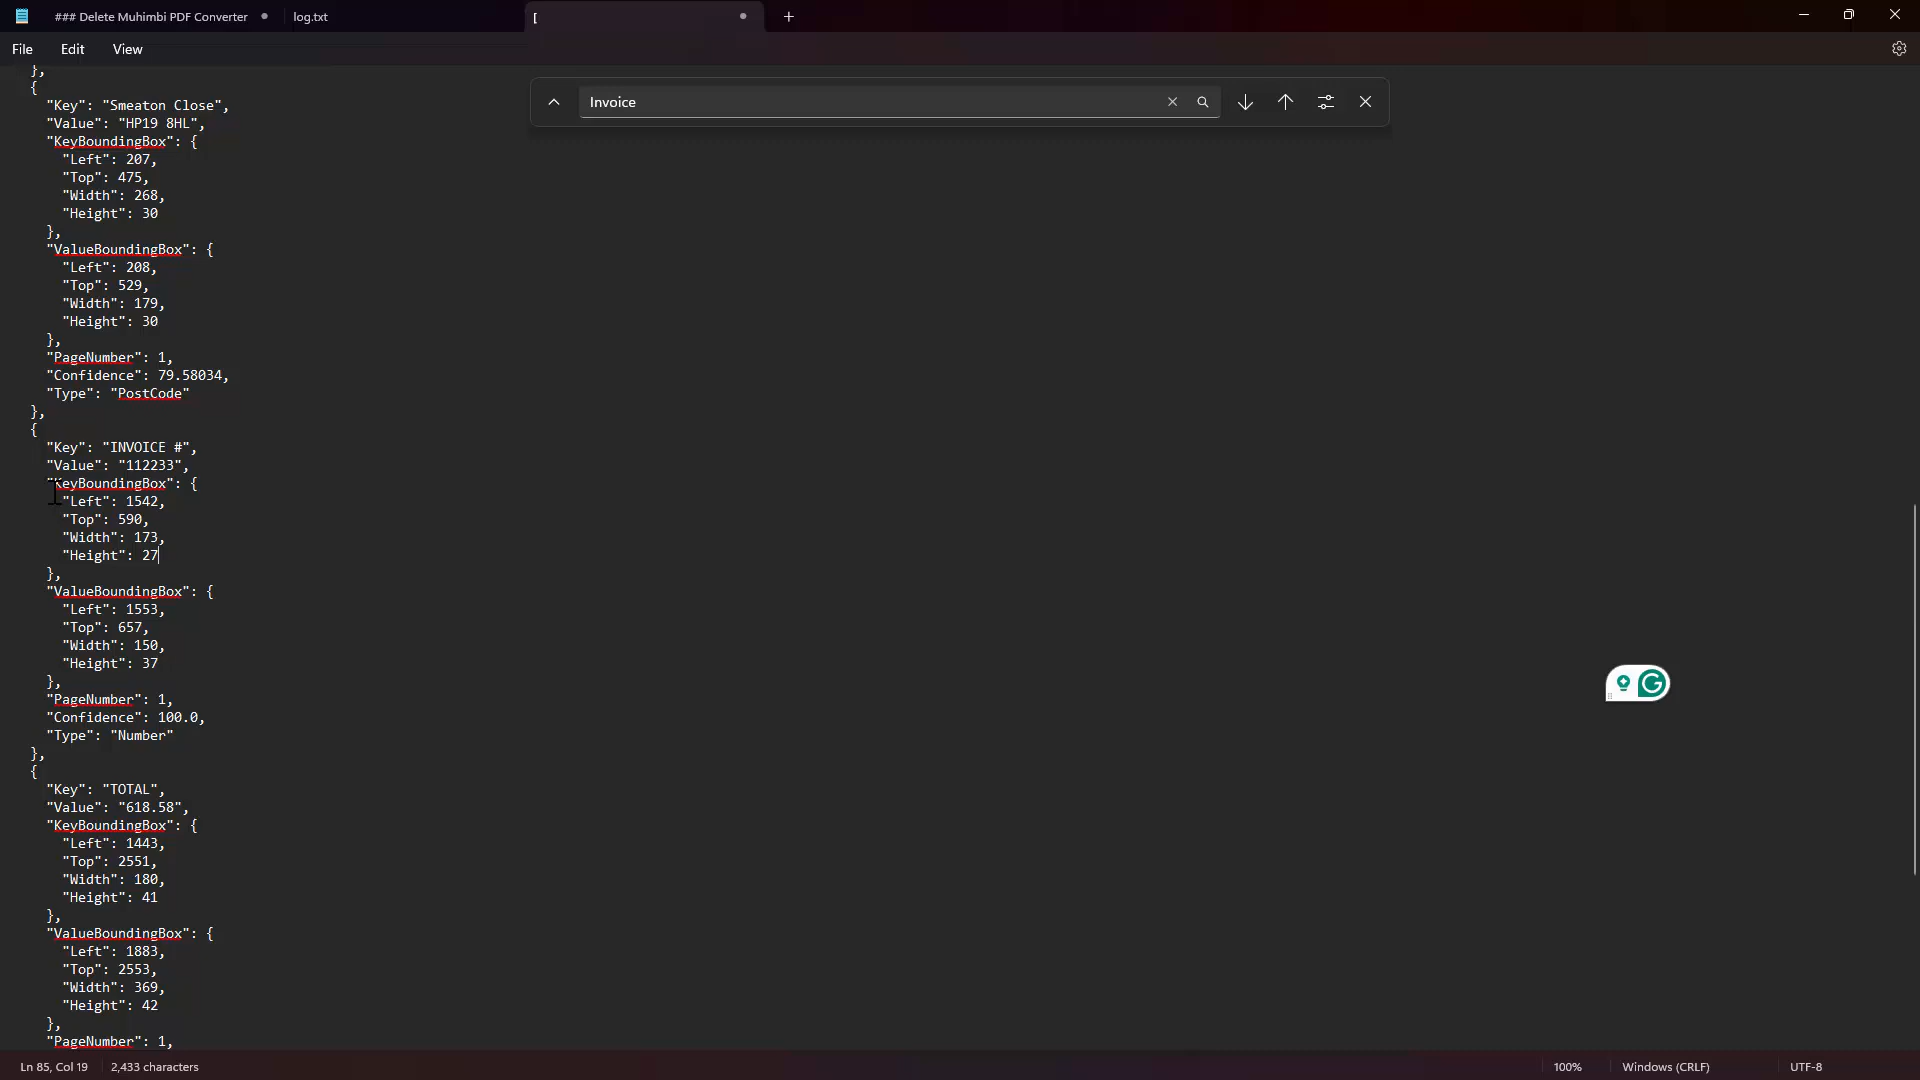 ### Delete Muhimbi PDF Converter
log.txt
[
File Edit View
Invoice
},
{
"Key": "Smeaton Close",
"Value": "HP19 8HL",
"KeyBoundingBox": {
"Left": 207,
"Top": 475,
"Width": 268,
"Height": 30
},
"ValueBoundingBox": {
"Left": 208,
"Top": 529,
"Width": 179,
"Height": 30
},
"PageNumber": 1,
"Confidence": 79.58034,
"Type": "PostCode"
},
{
"Key": "INVOICE #",
"Value": "112233",
"KeyBoundingBox": {
"Left": 1542,
"Top": 590,
"Width": 173,
"Height": 27
},
"ValueBoundingBox": {
"Left": 1553,
"Top": 657,
"Width": 150,
"Height": 37
},
"PageNumber": 1,
"Confidence": 100.0,
"Type": "Number"
},
{
"Key": "TOTAL",
"Value": "618.58",
"KeyBoundingBox": {
"Left": 1443,
"Top": 2551,
"Width": 180,
"Height": 41
},
"ValueBoundingBox": {
"Left": 1883,
"Top": 2553,
"Width": 369,
"Height": 42
},
"PageNumber": 1,
Ln 85, Col 19 2,433 characters 100% Windows (CRLF) UTF-8